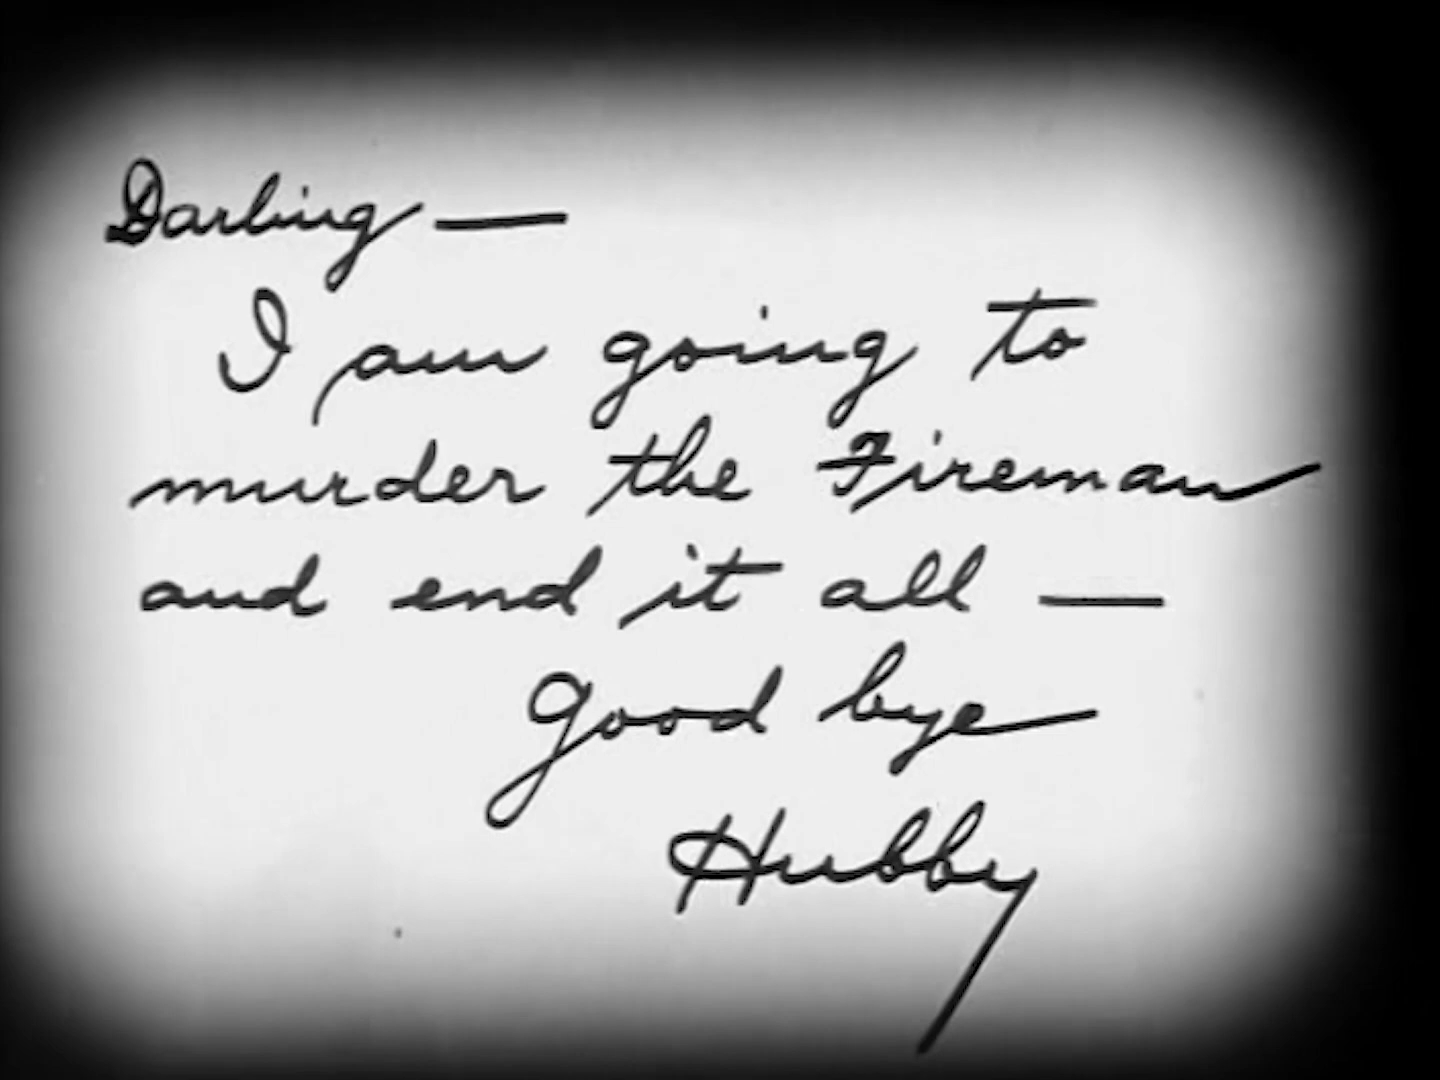 Darling —
I am going to
murder the Fireman
and end it all —
Good bye
Hubby